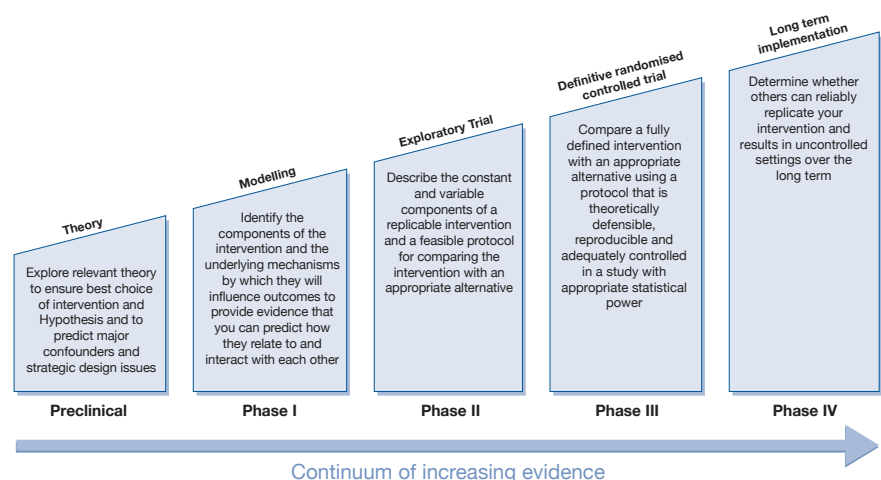 Theory
Explore relevant theory
to ensure best choice
of intervention and
Hypothesis and to
predict major
confounders and
strategic design issues
Preclinical
Modelling
Identify the
components of the
intervention and the
underlying mechanisms
by which they will
influence outcomes to
provide evidence that
you can predict how
they relate to and
interact with each other
Phase I
Exploratory Trial
Describe the constant
and variable
components of a
replicable intervention
and a feasible protocol
for comparing the
intervention with an
appropriate alternative
Phase II
Definitive randomised
controlled trial
Compare a fully
defined intervention
with an appropriate
alternative using a
protocol that is
theoretically
defensible,
reproducible and
adequately controlled
in a study with
appropriate statistical
power
Phase III
Long term
implementation
Determine whether
others can reliably
replicate your
intervention and
results in uncontrolled
settings over the
long term
Phase IV
Continuum of increasing evidence